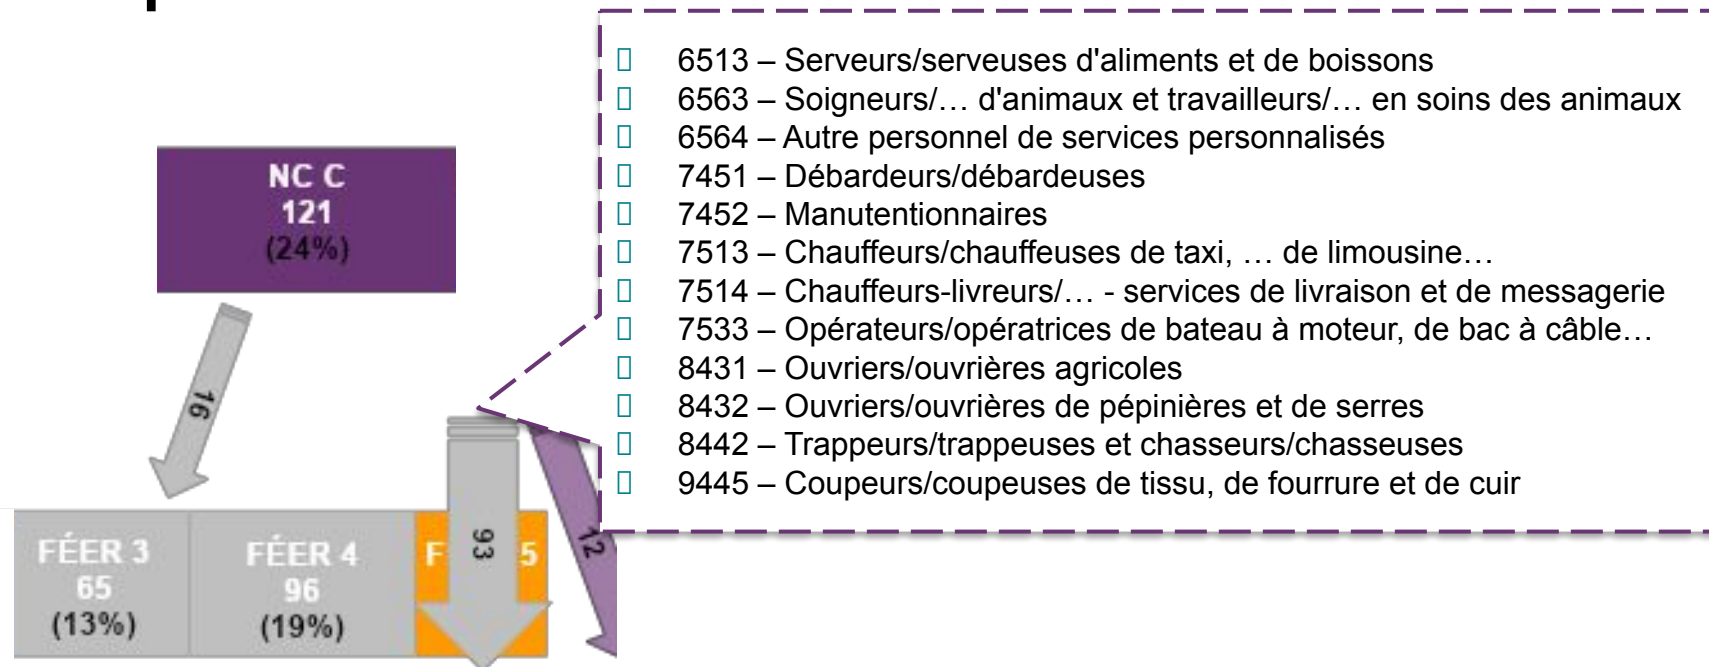 NC C
121
(24%)
16
FÉER 3
65
(13%)
FÉER 4
96
(19%)
F 5
93
12
6513 – Serveurs/serveuses d'aliments et de boissons
6563 – Soigneurs/… d'animaux et travailleurs/… en soins des animaux
6564 – Autre personnel de services personnalisés
7451 – Débardeurs/débardeuses
7452 – Manutentionnaires
7513 – Chauffeurs/chauffeuses de taxi, … de limousine…
7514 – Chauffeurs-livreurs/… - services de livraison et de messagerie
7533 – Opérateurs/opératrices de bateau à moteur, de bac à câble…
8431 – Ouvriers/ouvrières agricoles
8432 – Ouvriers/ouvrières de pépinières et de serres
8442 – Trappeurs/trappeuses et chasseurs/chasseuses
9445 – Coupeurs/coupeuses de tissu, de fourrure et de cuir